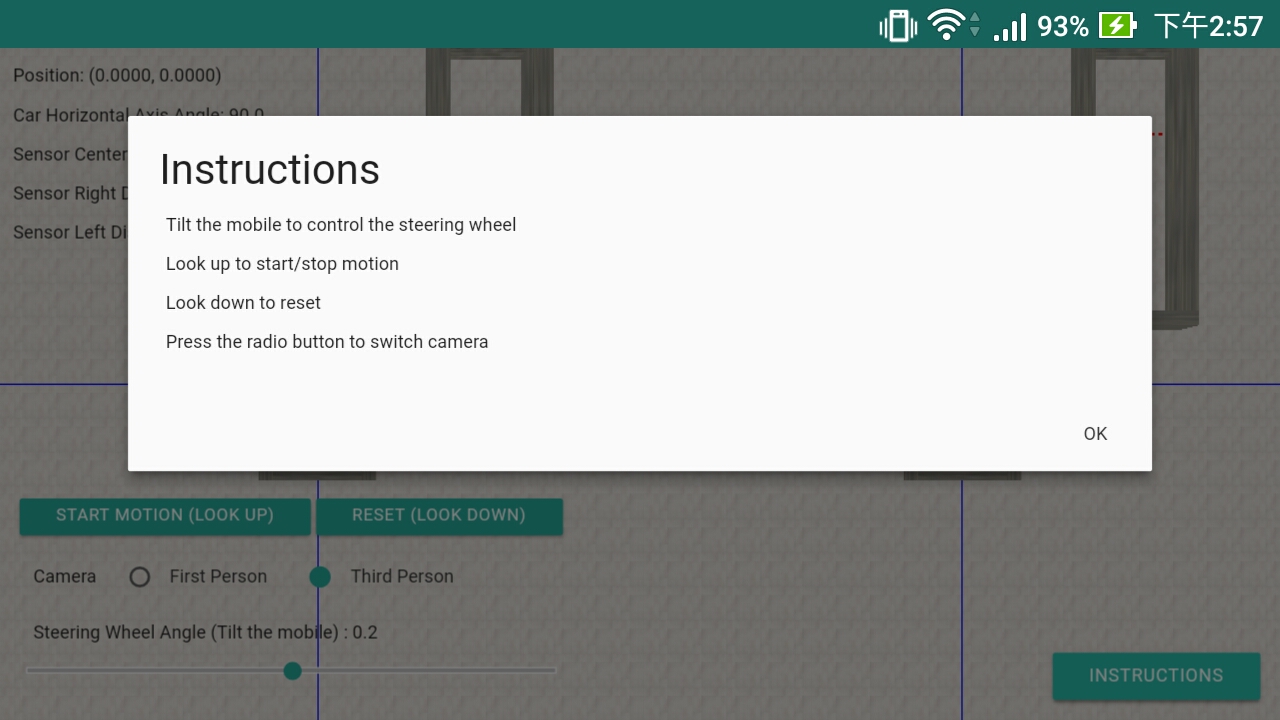 93% 下午2:57
Position: (0.0000, 0.0000)
Car Horizontal Axis Angle: 90.0
Sensor Center
Sensor Right D
Sensor Left Di
Instructions
Tilt the mobile to control the steering wheel
Look up to start/stop motion
Look down to reset
Press the radio button to switch camera
OK
START MOTION (LOOK UP) RESET (LOOK DOWN)
Camera First Person Third Person
Steering Wheel Angle (Tilt the mobile) : 0.2
INSTRUCTIONS